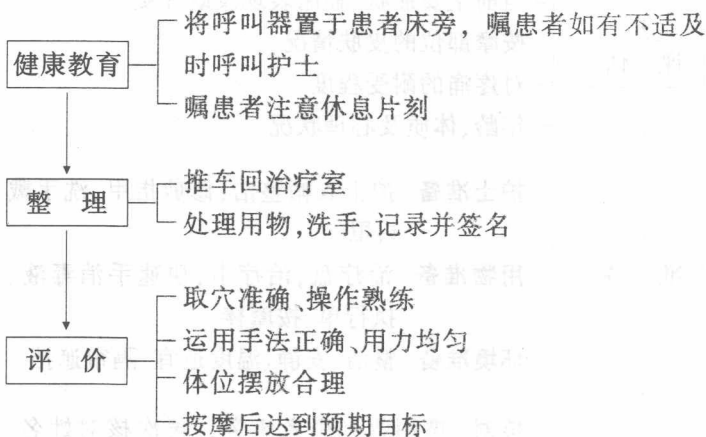 将呼叫器置于患者床旁，嘱患者如有不适及
健康教育
时呼叫护士
嘱患者注意休息片刻
推车回治疗室
整 理
处理用物,洗手、记录并签名
取穴准确、操作熟练
运用手法正确、用力均匀
评 价
体位摆放合理
按摩后达到预期目标